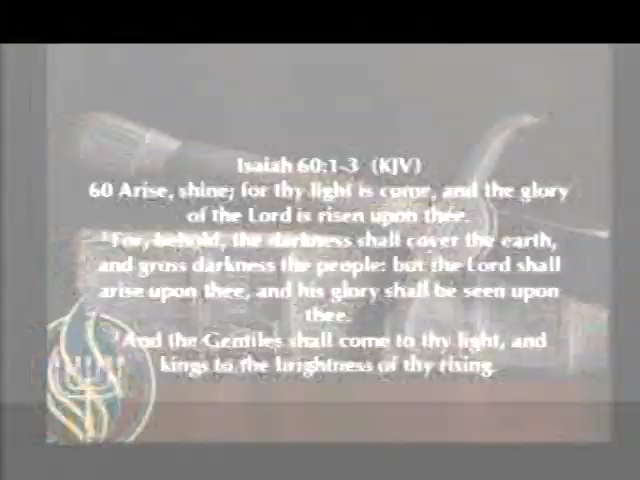 Isaiah 60:1-3 (KJV)
60 Arise, shine; for thy light is come, and the glory
of the Lord is risen upon thee.
For, behold, the darkness shall cover the earth,
and gross darkness the people: but the Lord shall
arise upon thee, and his glory shall be seen upon
thee.
And the Gentiles shall come to thy light, and
kings to the brightness of thy rising.